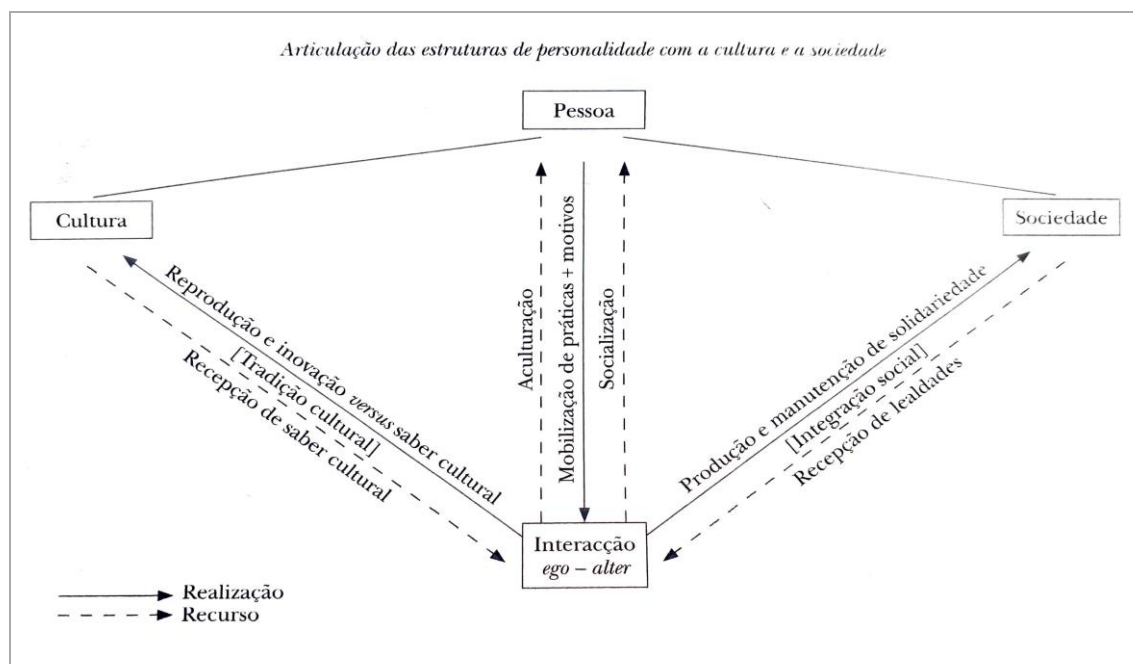 Articulação das estruturas de personalidade com a cultura e a sociedade
Pessoa
Cultura
Sociedade
Reprodução e inovação versus saber cultural
[Tradição cultural]
Recepção de saber cultural
Aculturação
Mobilização de práticas + motivos
Socialização
Produção e manutenção de solidariedade
[Integração social]
Recepção de lealdades
Interacção
ego – alter
Realização
Recurso